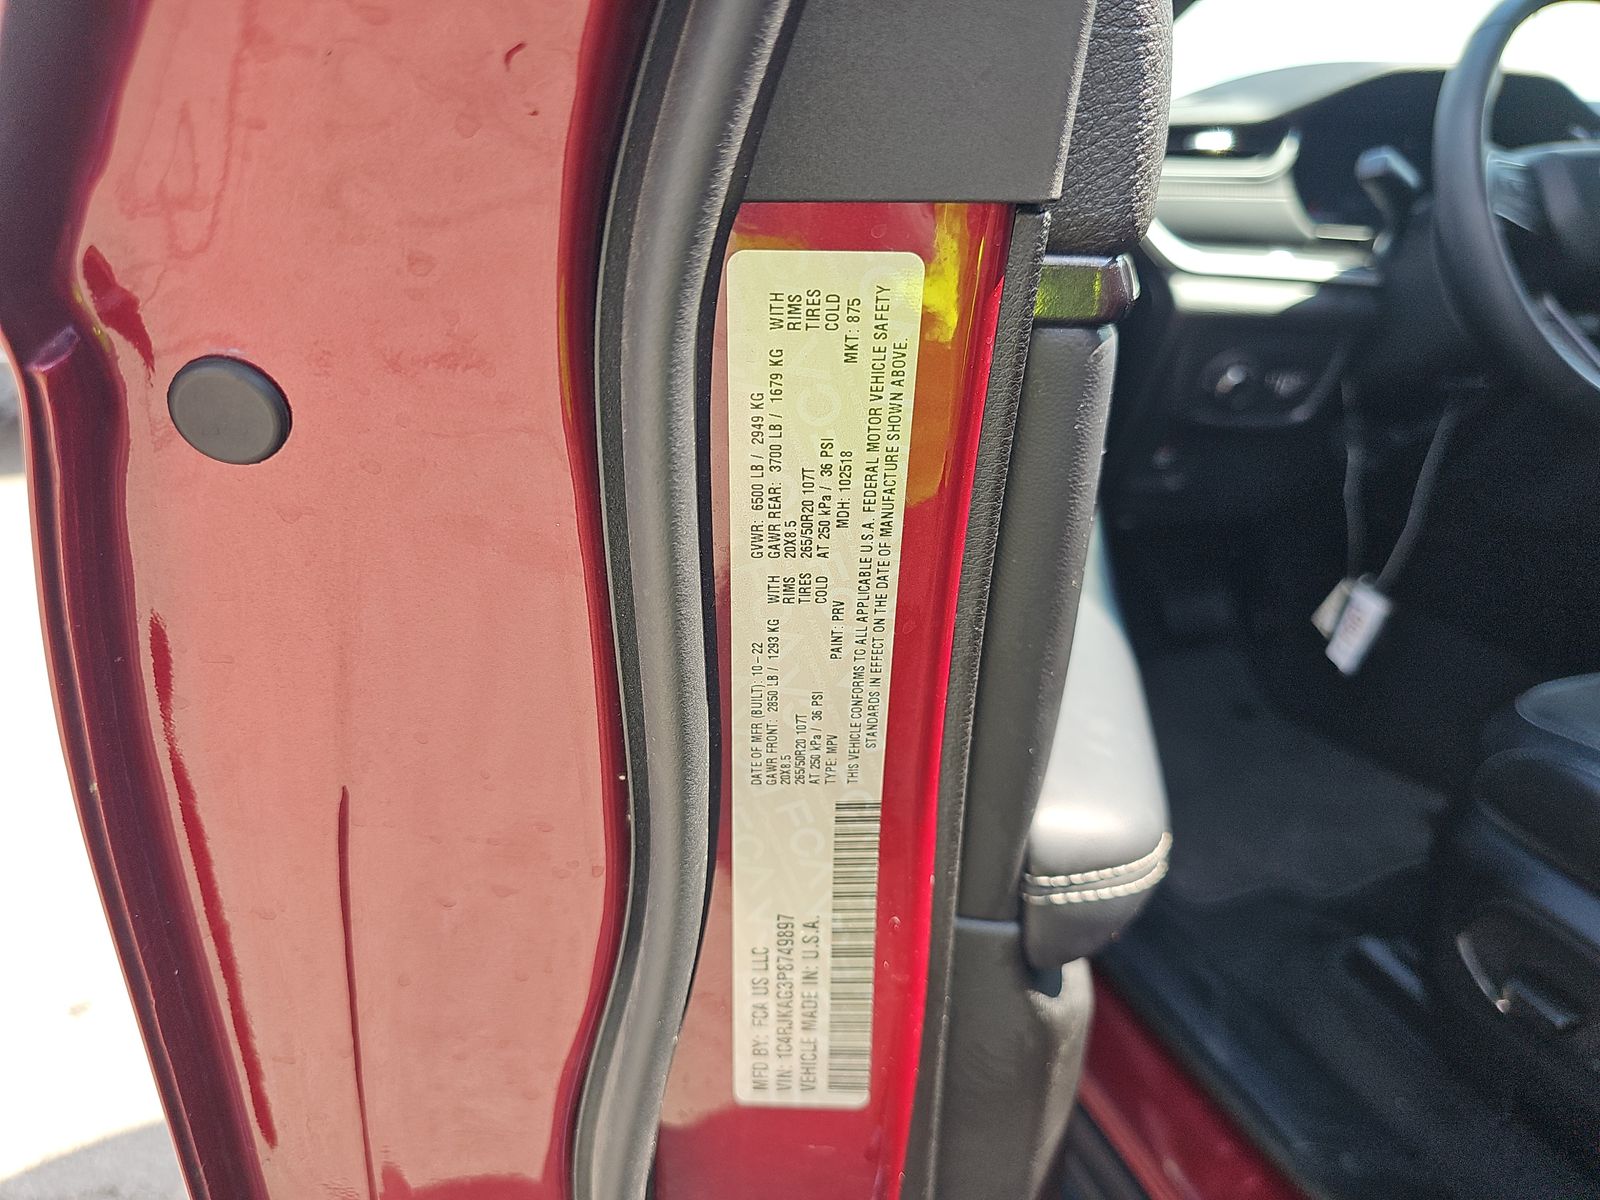 MFD BY: FCA US LLC
VIN: 1C4RJKAG3P8749897
VEHICLE MADE IN: U.S.A.
DATE OF MFR (BUILT): 10-22 GVWR: 6500 LB / 2949 KG
GAWR FRONT: 2850 LB / 1293 KG WITH GAWR REAR: 3700 LB / 1679 KG WITH
20X8.5 RIMS 20X8.5 RIMS
265/50R20 107T TIRES 265/50R20 107T TIRES
AT 250 kPa / 36 PSI COLD AT 250 kPa / 36 PSI COLD
TYPE: MPV PAINT: PRV MDH: 102518 MKT: 875
THIS VEHICLE CONFORMS TO ALL APPLICABLE U.S.A. FEDERAL MOTOR VEHICLE SAFETY
STANDARDS IN EFFECT ON THE DATE OF MANUFACTURE SHOWN ABOVE.